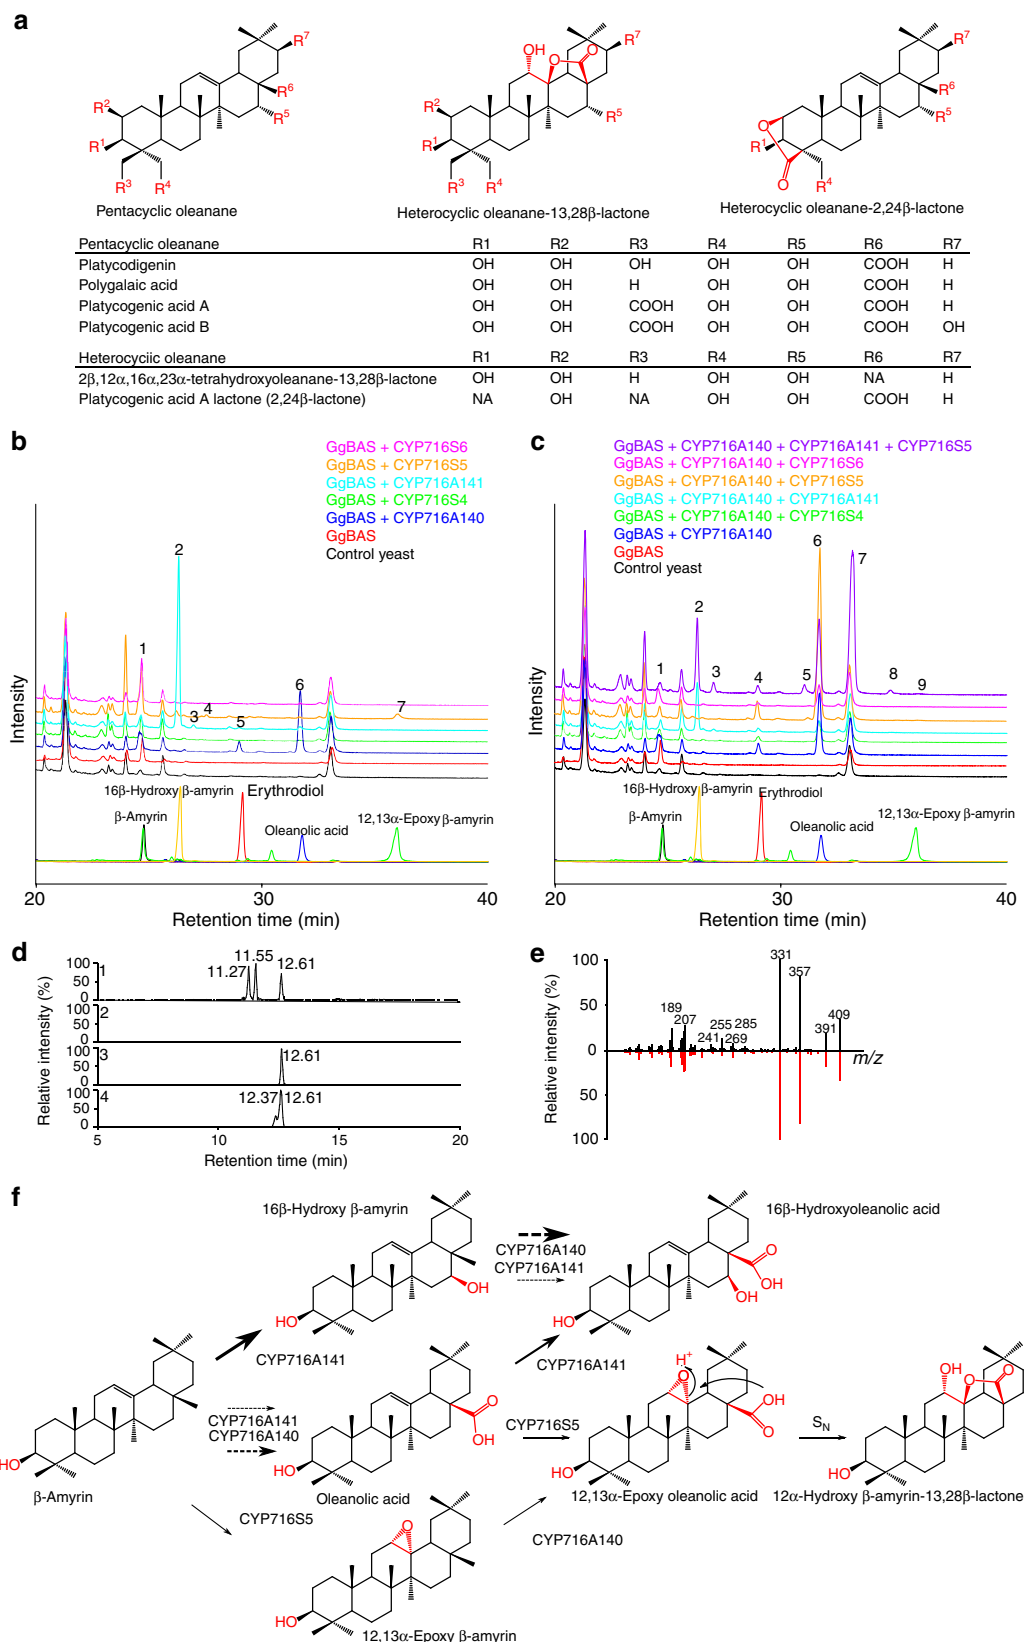 a
R7
R6
R5
R2
R1
R3
R4
Pentacyclic oleanane
OH
O
O
R7
R2
R1
R5
R3
R4
Heterocyclic oleanane-13,28β-lactone
R7
R6
R5
O
R1
O
R4
Heterocyclic oleanane-2,24β-lactone
Pentacyclic oleanane R1 R2 R3 R4 R5 R6 R7
Platycodigenin OH OH OH OH OH COOH H
Polygalaic acid OH OH H OH OH COOH H
Platycogenic acid A OH OH COOH OH OH COOH H
Platycogenic acid B OH OH COOH OH OH COOH OH
Heterocyclic oleanane R1 R2 R3 R4 R5 R6 R7
2β,12α,16α,23α-tetrahydroxyoleanane-13,28β-lactone OH OH H OH OH NA H
Platycogenic acid A lactone (2,24β-lactone) NA OH NA OH OH COOH H
b
GgBAS + CYP716S6
GgBAS + CYP716S5
GgBAS + CYP716A141
GgBAS + CYP716S4
GgBAS + CYP716A140
GgBAS
Control yeast
Intensity
1
2
3
4
5
6
7
16β-Hydroxy β-amyrin
Erythrodiol
β-Amyrin
Oleanolic acid
12,13α-Epoxy β-amyrin
20 30 40
Retention time (min)
c
GgBAS + CYP716A140 + CYP716A141 + CYP716S5
GgBAS + CYP716A140 + CYP716S6
GgBAS + CYP716A140 + CYP716S5
GgBAS + CYP716A140 + CYP716A141
GgBAS + CYP716A140 + CYP716S4
GgBAS + CYP716A140
GgBAS
Control yeast
Intensity
1
2
3
4
5
6
7
8
9
16β-Hydroxy β-amyrin
Erythrodiol
β-Amyrin
Oleanolic acid
12,13α-Epoxy β-amyrin
20 30 40
Retention time (min)
d
Relative intensity (%)
100
50
0
1
11.27
11.55
12.61
100
50
0
2
100
50
0
3
12.61
100
50
0
4
12.37
12.61
5 10 15 20
Retention time (min)
e
Relative intensity (%)
100
50
0
50
100
189
207
241
255
269
285
331
357
391
409
m/z
f
16β-Hydroxy β-amyrin
HO
OH
CYP716A140
CYP716A141
16β-Hydroxyoleanolic acid
O
OH
OH
HO
CYP716A141
CYP716A141
HO
β-Amyrin
CYP716A141
CYP716A140
O
OH
HO
Oleanolic acid
CYP716S5
H+
O
OH
O
HO
12,13α-Epoxy oleanolic acid
SN
OH
O
O
HO
12α-Hydroxy β-amyrin-13,28β-lactone
CYP716S5
O
HO
12,13α-Epoxy β-amyrin
CYP716A140